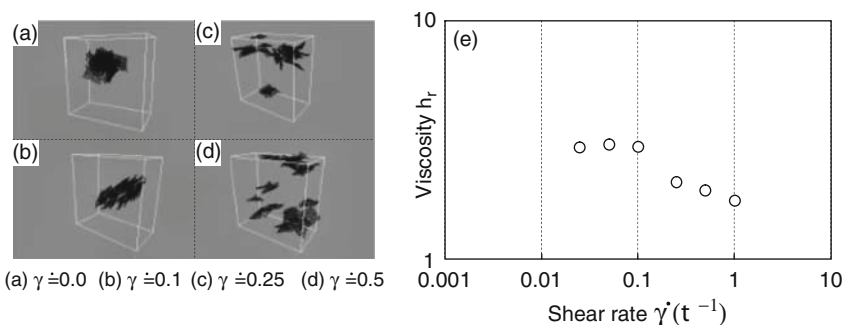 (a)
(c)
(b)
(d)
(a) γ̇=0.0 (b) γ̇=0.1 (c) γ̇=0.25 (d) γ̇=0.5
(e)
10
Viscosity h_r
1
0.001 0.01 0.1 1 10
Shear rate γ̇ (t⁻¹)